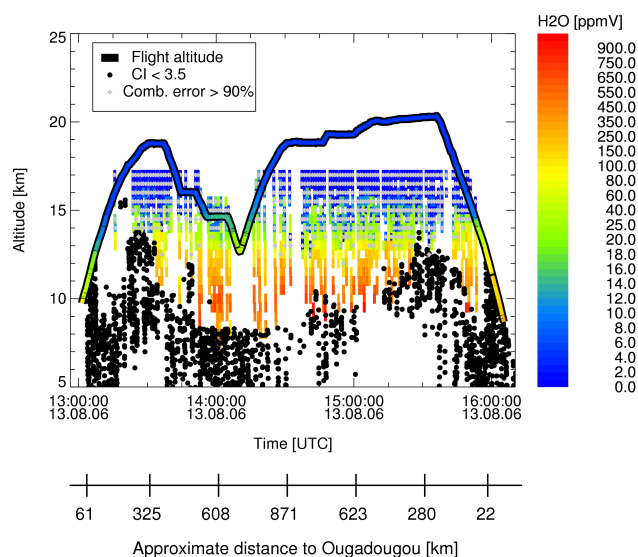 H2O [ppmV]
25
20
15
10
5
Altitude [km]
Flight altitude
CI < 3.5
Comb. error > 90%
900.0
750.0
650.0
550.0
450.0
350.0
250.0
150.0
100.0
80.0
60.0
40.0
25.0
20.0
18.0
16.0
14.0
12.0
10.0
8.0
6.0
4.0
2.0
0.0
13:00:00 14:00:00 15:00:00 16:00:00
13.08.06 13.08.06 13.08.06 13.08.06
Time [UTC]
61 325 608 871 623 280 22
Approximate distance to Ougadougou [km]